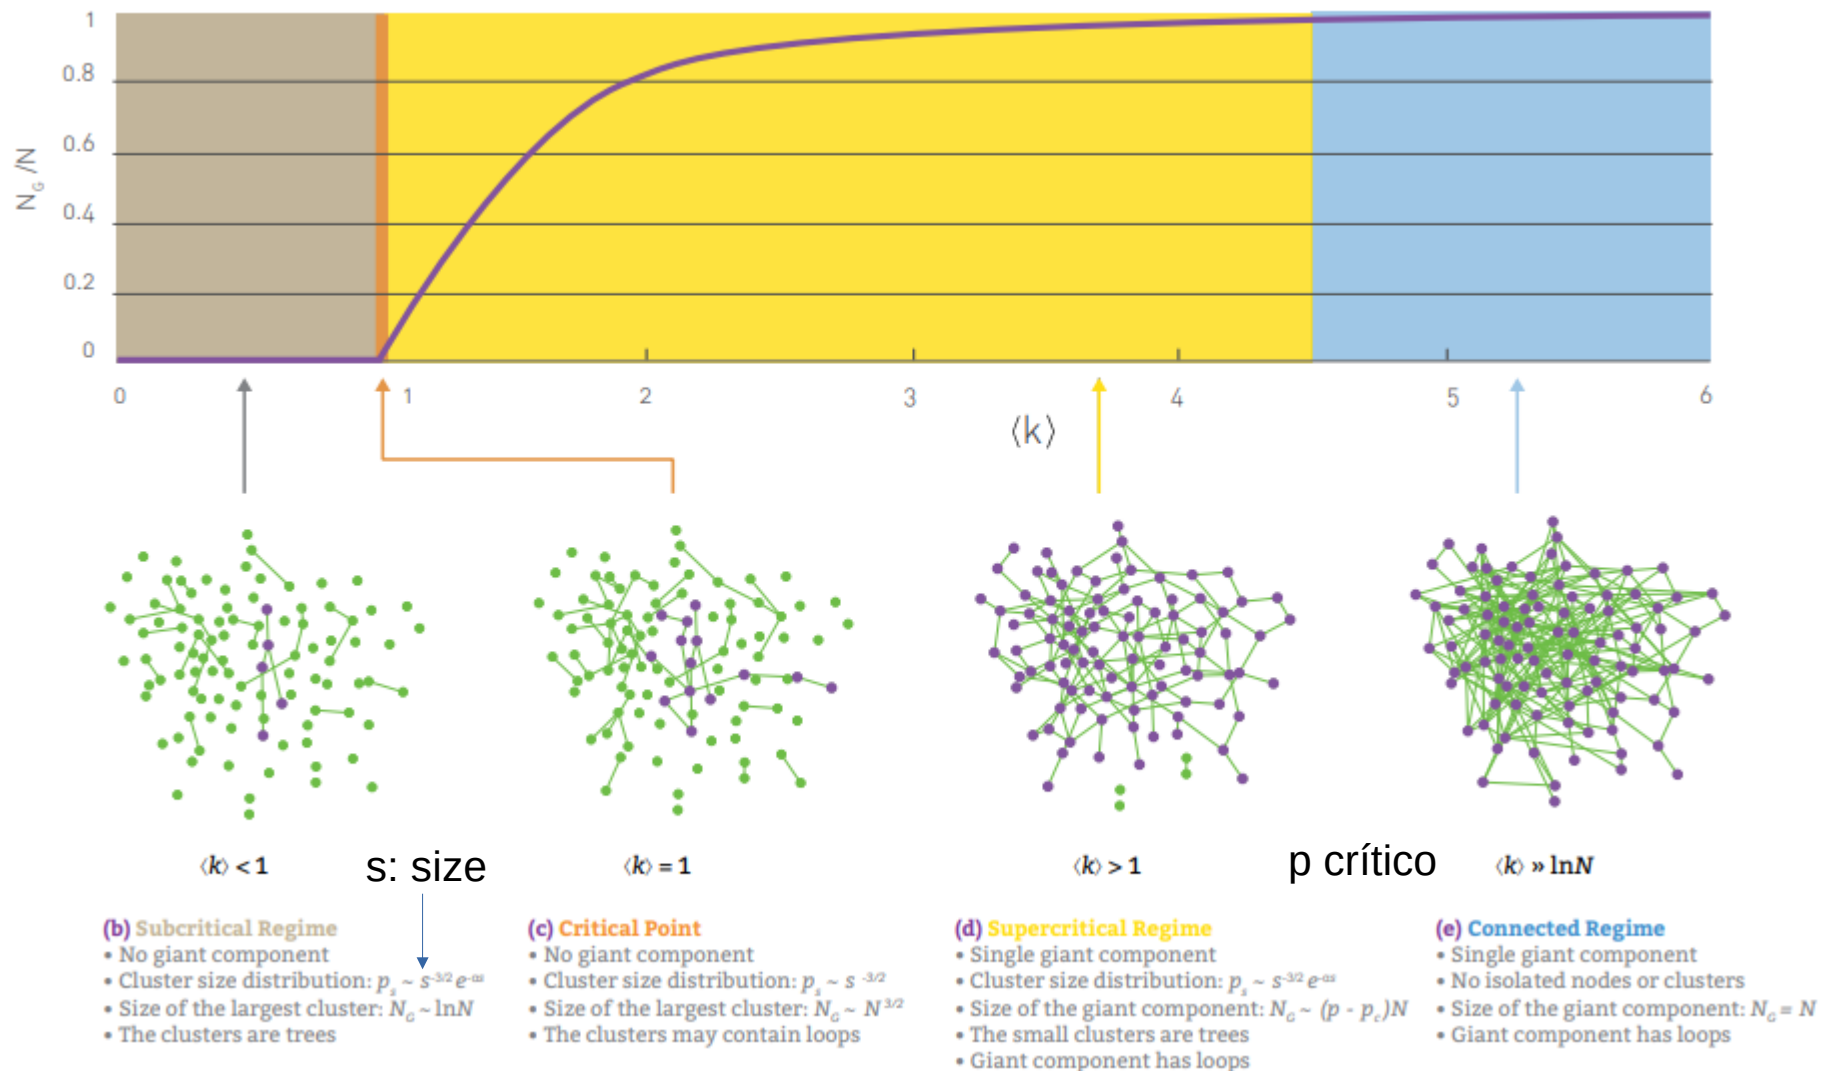 1
0.8
0.6
0.4
0.2
0
N_G /N
0 1 2 3 4 5 6
⟨k⟩
⟨k⟩ < 1
s: size
⟨k⟩ = 1
⟨k⟩ > 1
p crítico
⟨k⟩ » lnN
(b) Subcritical Regime
• No giant component
• Cluster size distribution: p_s ~ s^-3/2 e^-αs
• Size of the largest cluster: N_G ~ lnN
• The clusters are trees
(c) Critical Point
• No giant component
• Cluster size distribution: p_s ~ s^-3/2
• Size of the largest cluster: N_G ~ N^3/2
• The clusters may contain loops
(d) Supercritical Regime
• Single giant component
• Cluster size distribution: p_s ~ s^-3/2 e^-αs
• Size of the giant component: N_G ~ (p - p_c)N
• The small clusters are trees
• Giant component has loops
(e) Connected Regime
• Single giant component
• No isolated nodes or clusters
• Size of the giant component: N_G = N
• Giant component has loops